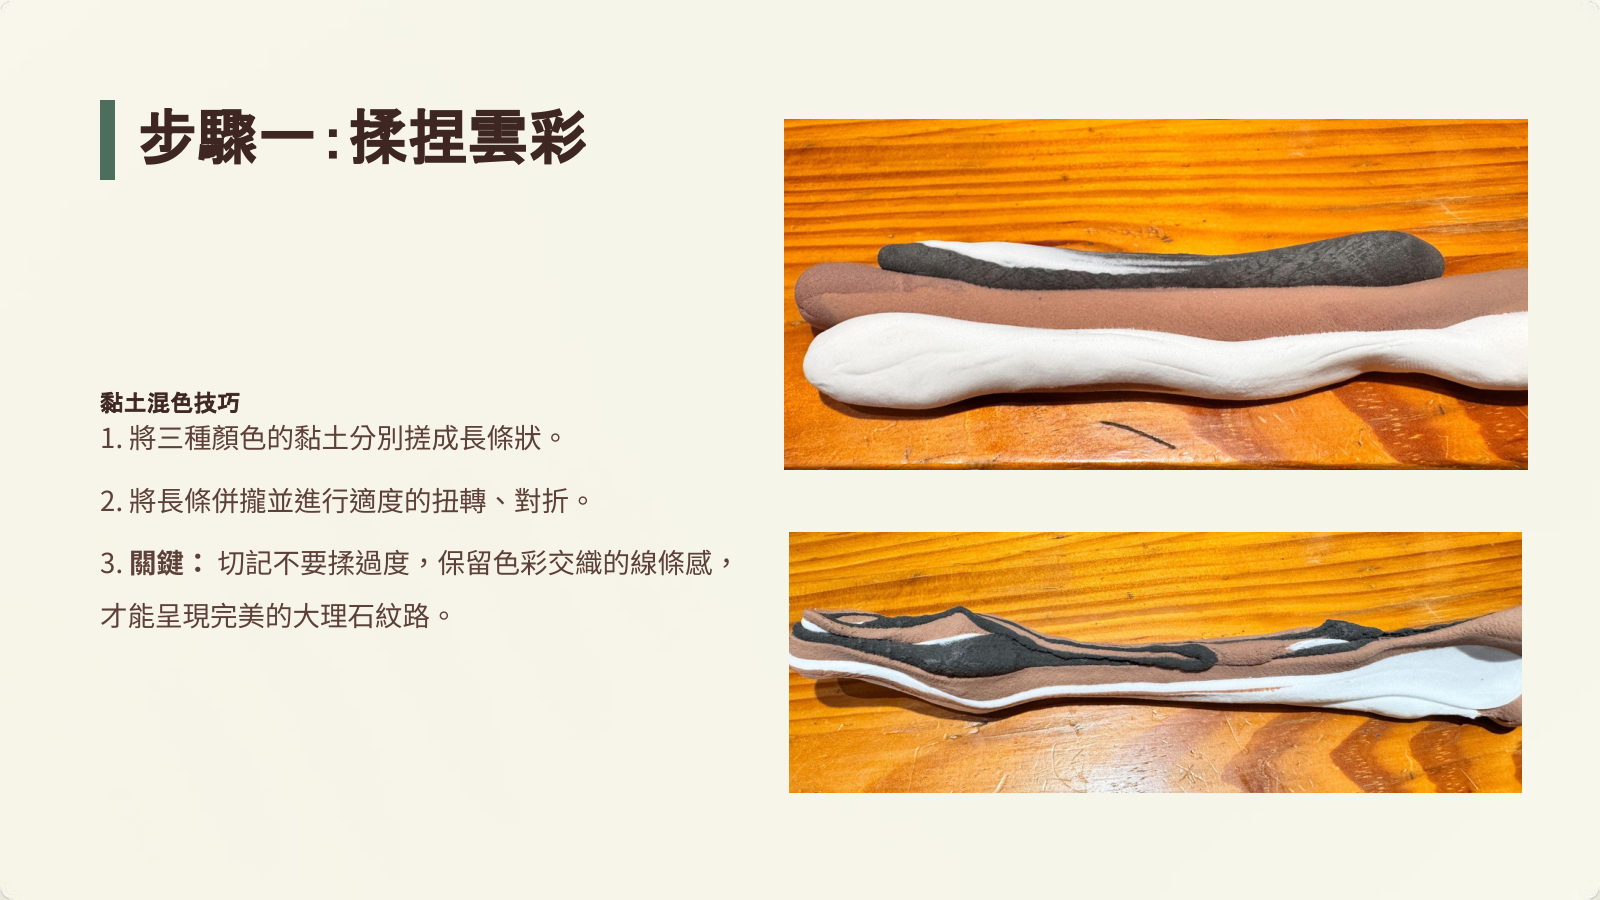 步驟一：揉捏雲彩
黏土混色技巧
1. 將三種顏色的黏土分別搓成長條狀。
2. 將長條併攏並進行適度的扭轉、對折。
3. 關鍵： 切記不要揉過度，保留色彩交織的線條感，
才能呈現完美的大理石紋路。